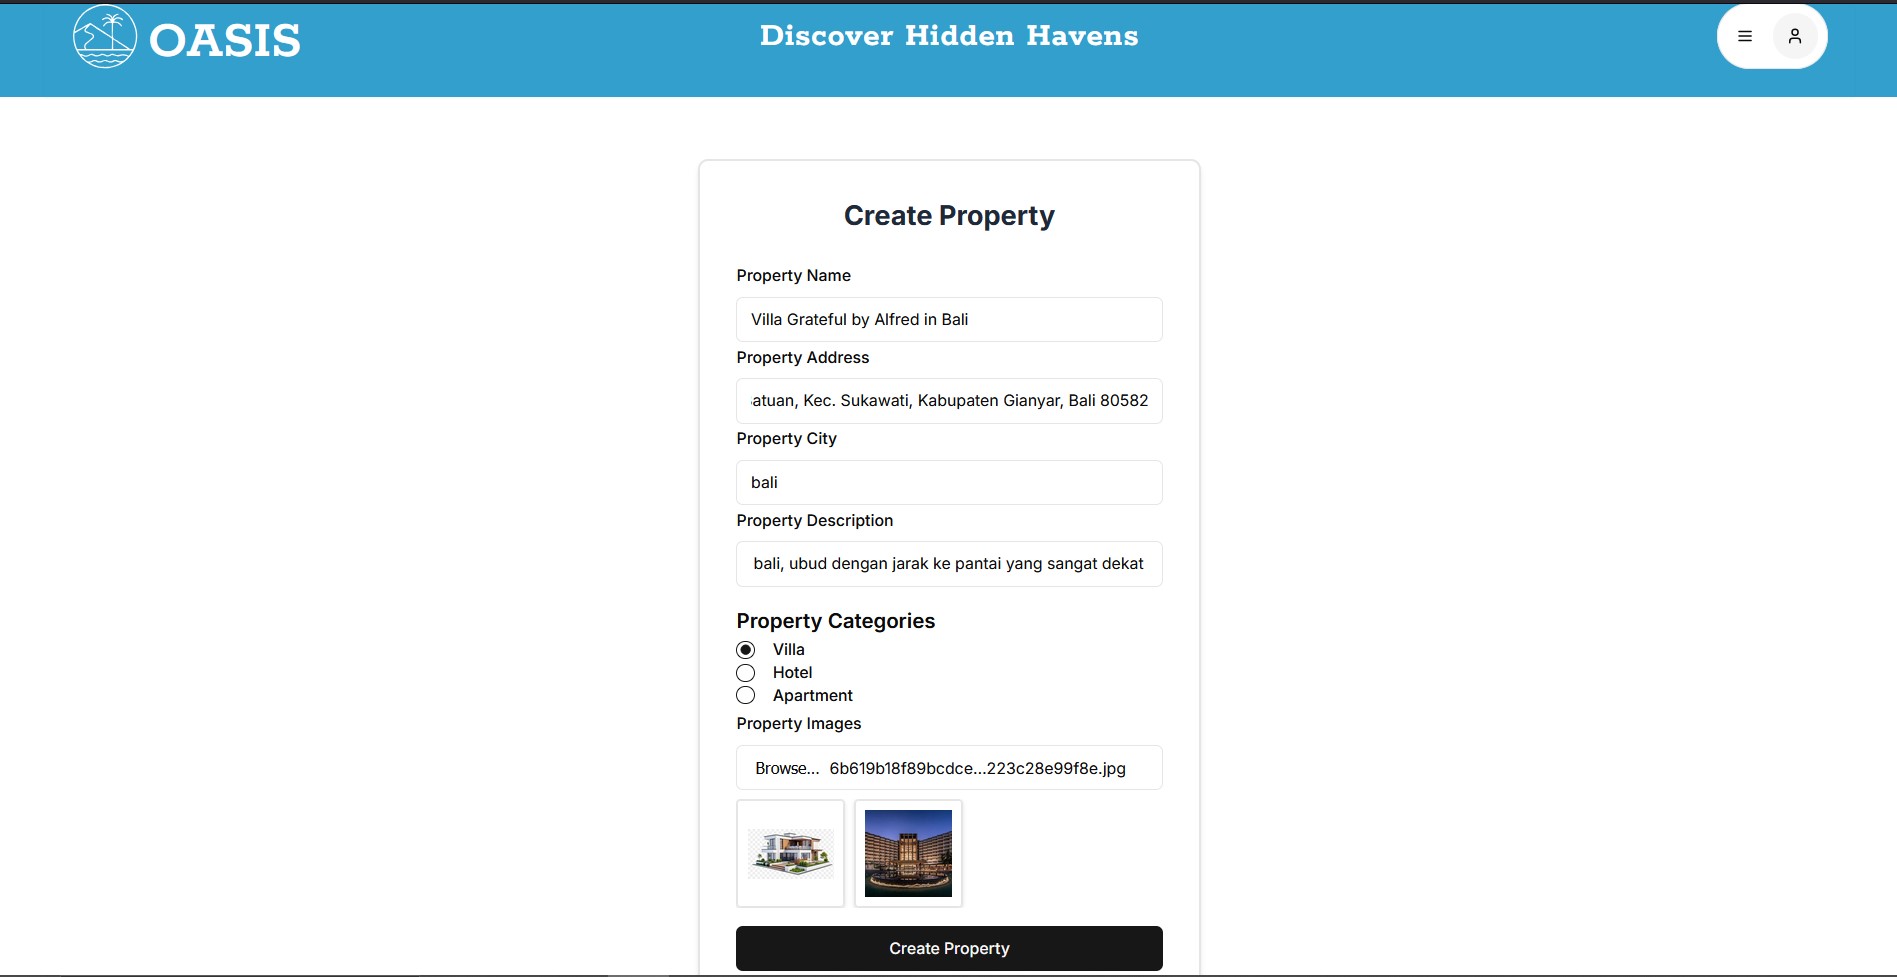 OASIS
Discover Hidden Havens
Create Property
Property Name
Villa Grateful by Alfred in Bali
Property Address
atuan, Kec. Sukawati, Kabupaten Gianyar, Bali 80582
Property City
bali
Property Description
bali, ubud dengan jarak ke pantai yang sangat dekat
Property Categories
Villa
Hotel
Apartment
Property Images
Browse... 6b619b18f89bcdce...223c28e99f8e.jpg
Create Property